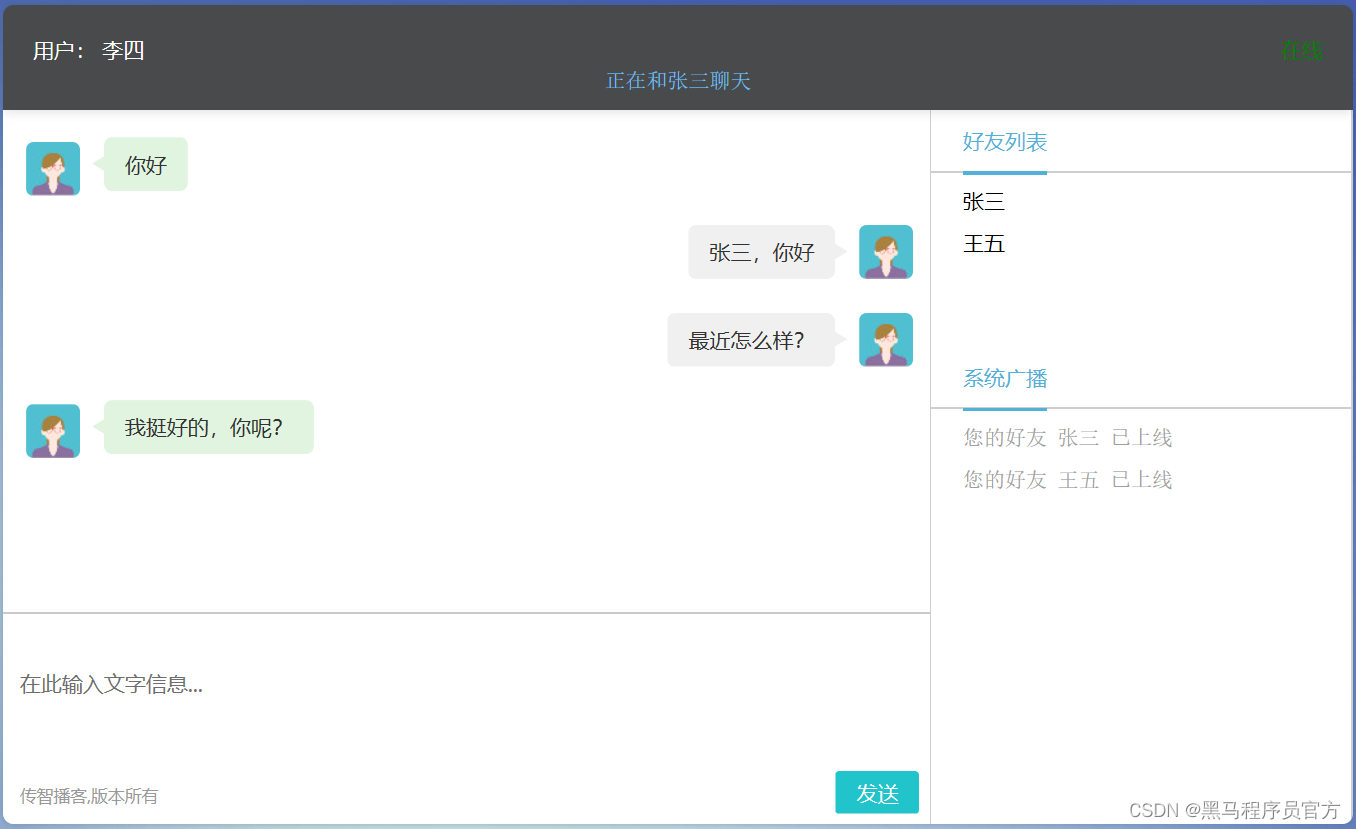 用户： 李四
在线
正在和张三聊天
你好
张三，你好
最近怎么样？
我挺好的，你呢？
在此输入文字信息...
传智播客,版本所有
发送
好友列表
张三
王五
系统广播
您的好友 张三 已上线
您的好友 王五 已上线
CSDN @黑马程序员官方